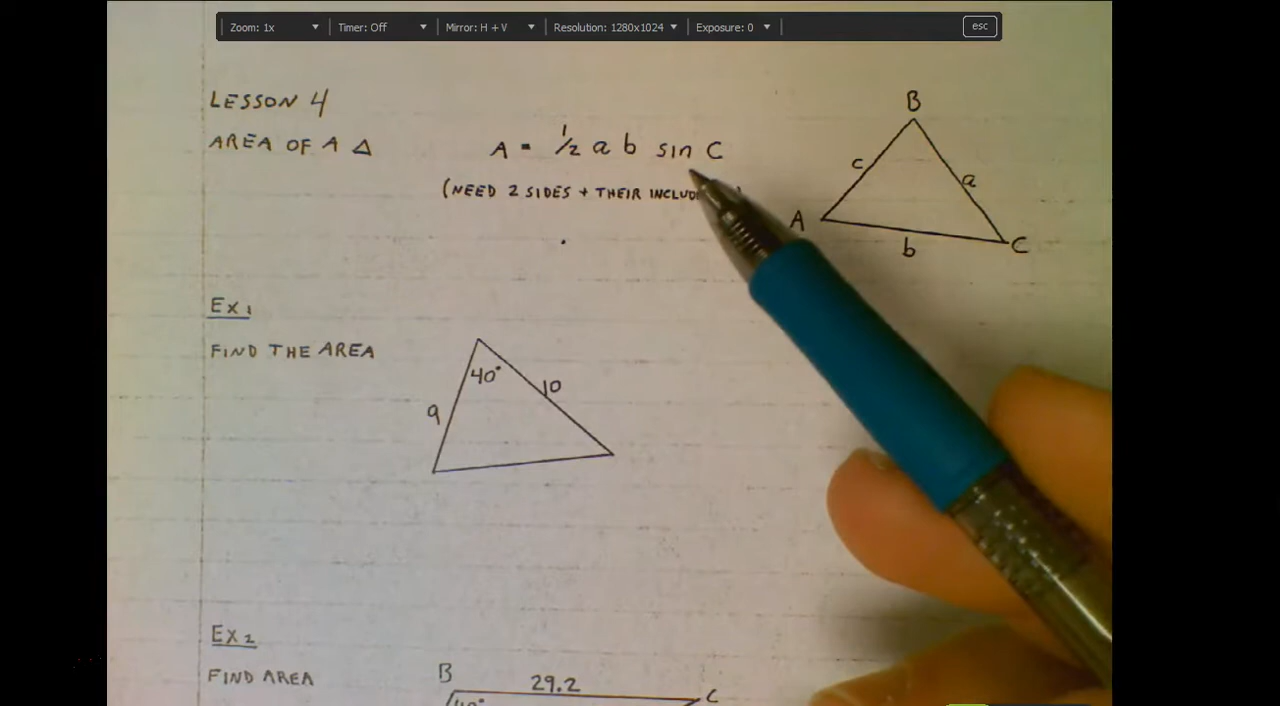 Zoom: 1x Timer: Off Mirror: H + V Resolution: 1280x1024 Exposure: 0 esc
LESSON 4
AREA OF A Δ
A = 1/2 a b sin C
(NEED 2 SIDES + THEIR
B
c
a
A
b
C
Ex 1
FIND THE AREA
40°
10
9
Ex 2
FIND AREA
B
29.2
C